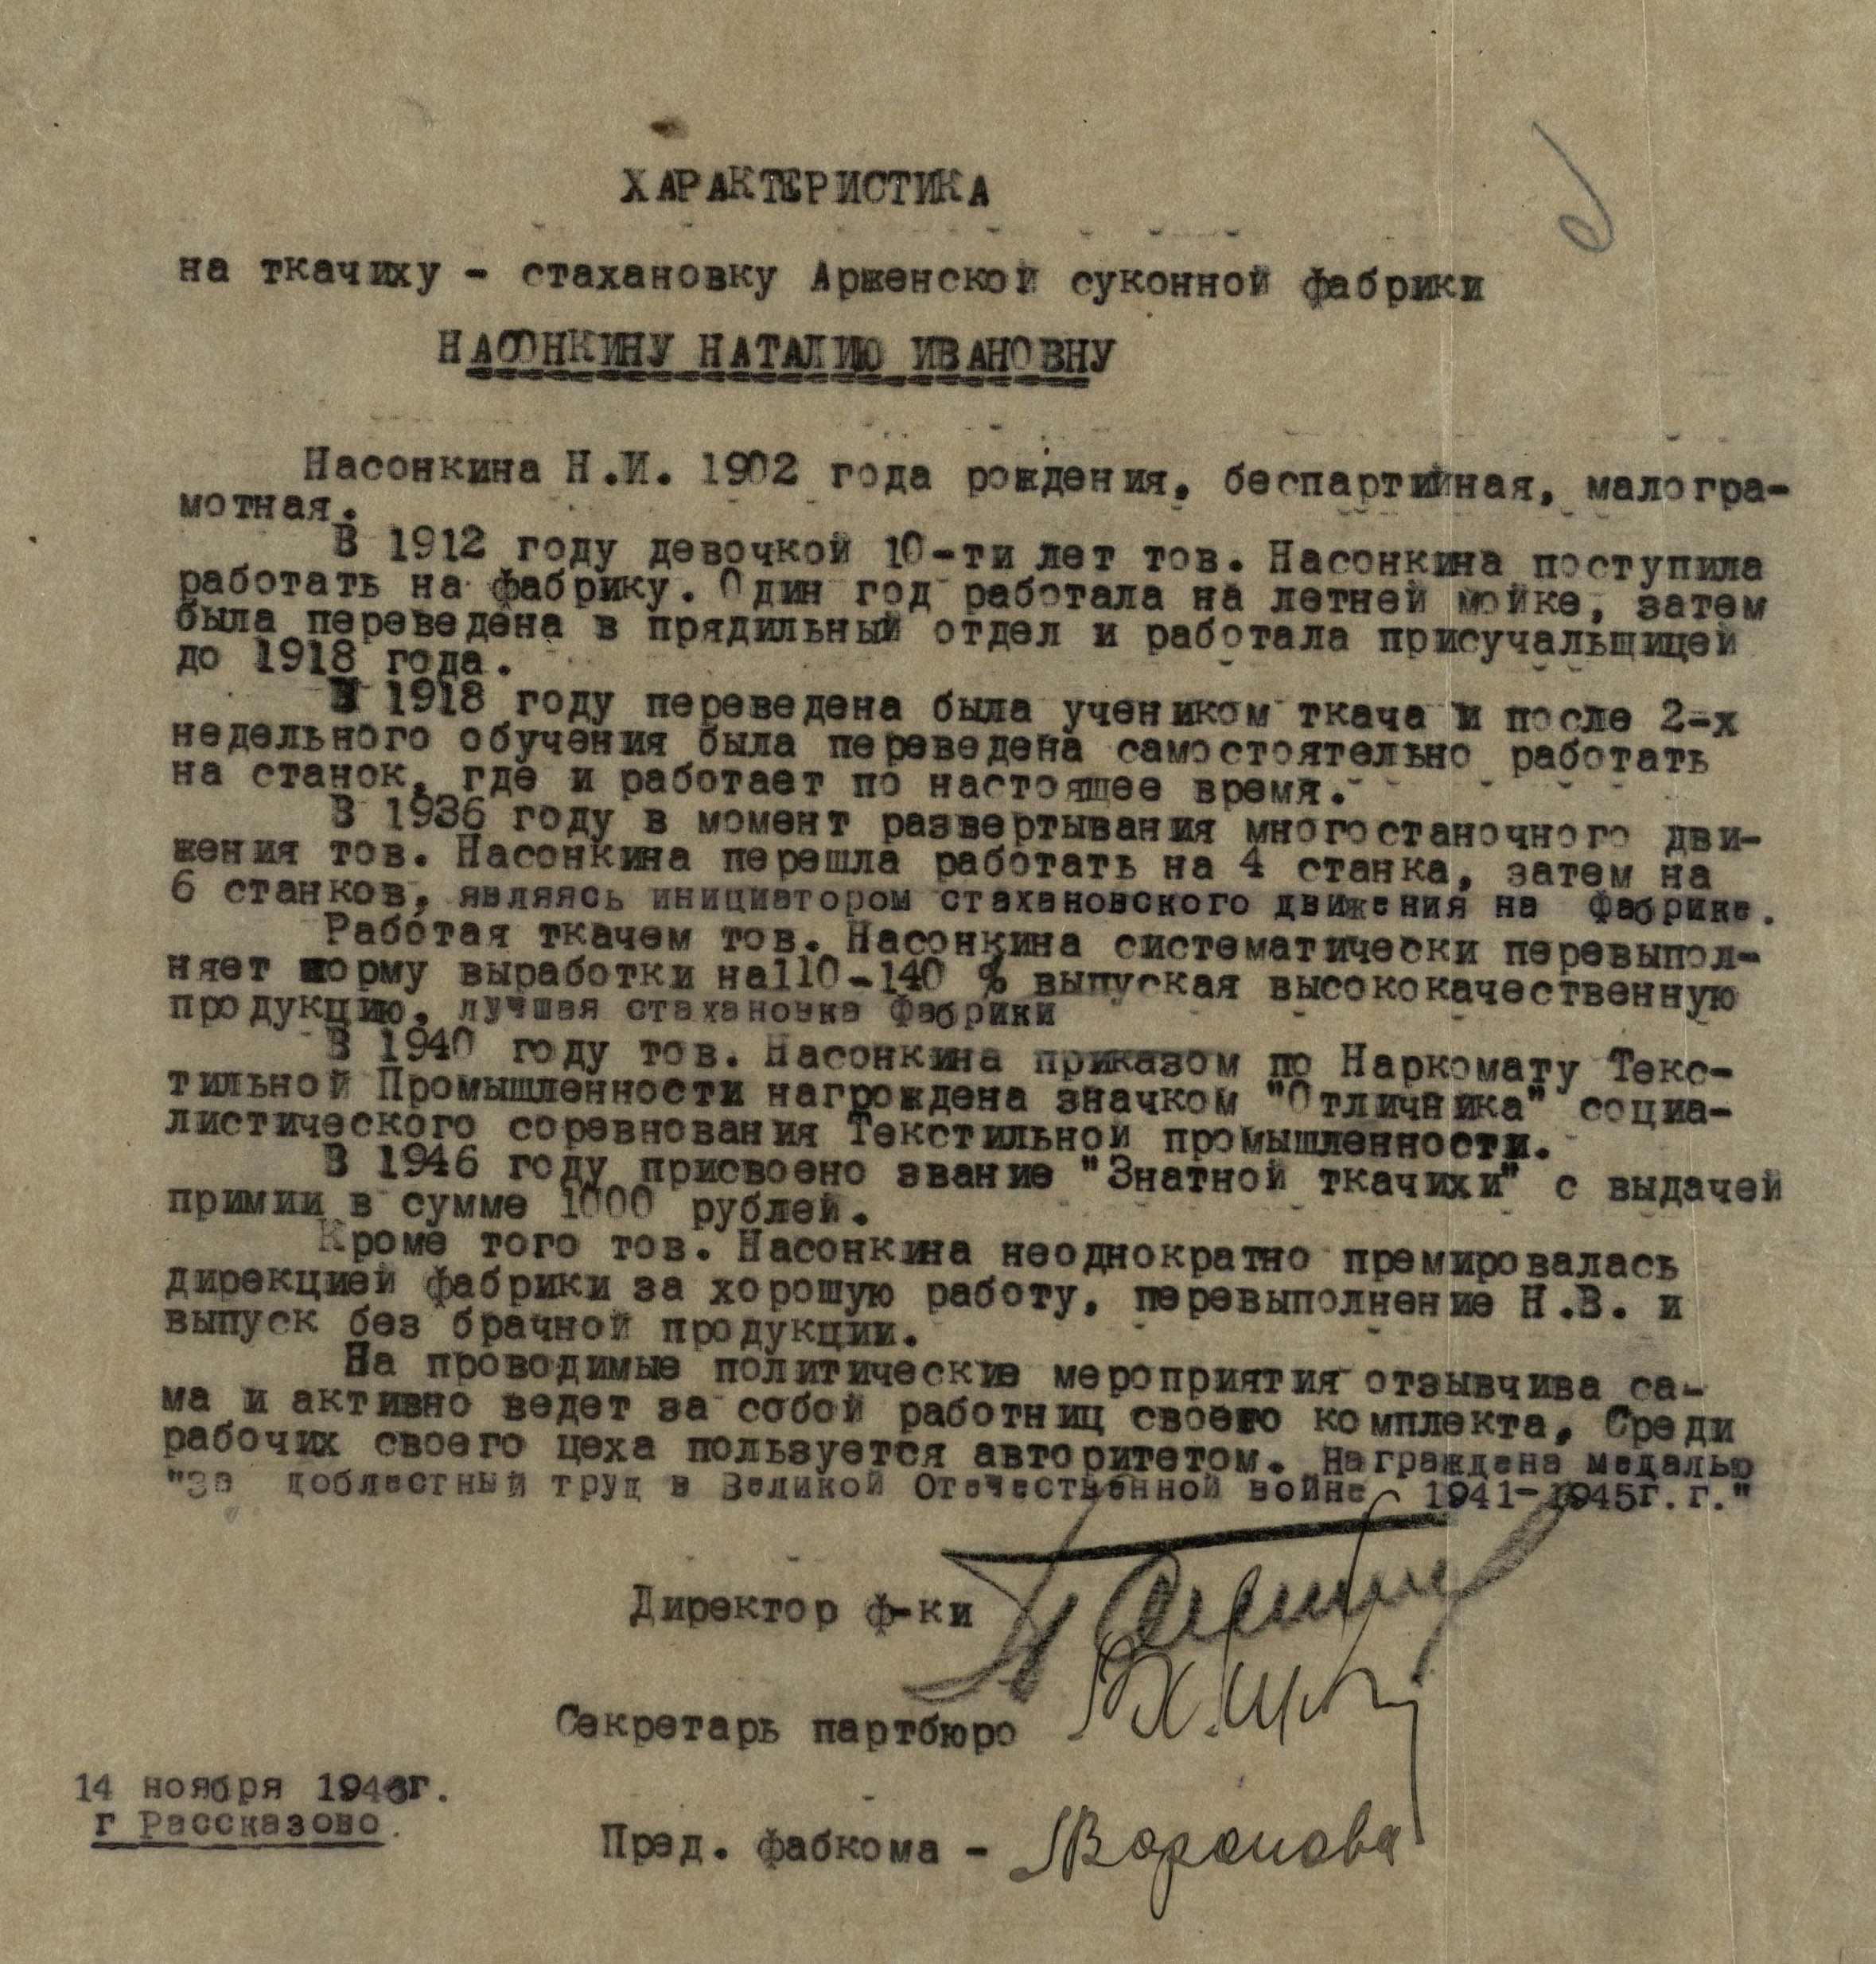 ХАРАКТЕРИСТИКА
на ткачиху - стахановку Арженской суконной фабрики
НАСОНКИНУ НАТАЛИЮ ИВАНОВНУ
Насонкина Н.И. 1902 года рождения, беспартийная, малогра-
мотная.
В 1912 году девочкой 10-ти лет тов. Насонкина поступила
работать на фабрику. Один год работала на летней мойке, затем
была переведена в прядильный отдел и работала присучальщицей
до 1918 года.
В 1918 году переведена была учеником ткача и после 2-х
недельного обучения была переведена самостоятельно работать
на станок, где и работает по настоящее время.
В 1936 году в момент развертывания многостаночного дви-
жения тов. Насонкина перешла работать на 4 станка, затем на
6 станков, являясь инициатором стахановского движения на фабрике.
Работая ткачем тов. Насонкина систематически перевыпол-
няет норму выработки на110-140 % выпуская высококачественную
продукцию, лучшая стахановка фабрики
В 1940 году тов. Насонкина приказом по Наркомату Текс-
тильной Промышленности нагрождена значком "Отличника" социа-
листического соревнования Текстильной промышленности.
В 1946 году присвоено звание "Знатной ткачихи" с выдачей
примии в сумме 1000 рублей.
Кроме того тов. Насонкина неоднократно премировалась
дирекцией фабрики за хорошую работу, перевыполнение Н.В. и
выпуск без брачной продукции.
На проводимые политические мероприятия отзывчива са-
ма и активно ведет за собой работниц своего комплекта, Среди
рабочих своего цеха пользуется авторитетом. Награждена медалью
"за доблестный труд в Великой Отечественной войне 1941-1945г.г."
Директор ф-ки
Секретарь партбюро
14 ноября 1946г.
г Рассказово.
Пред. фабкома - Воронова